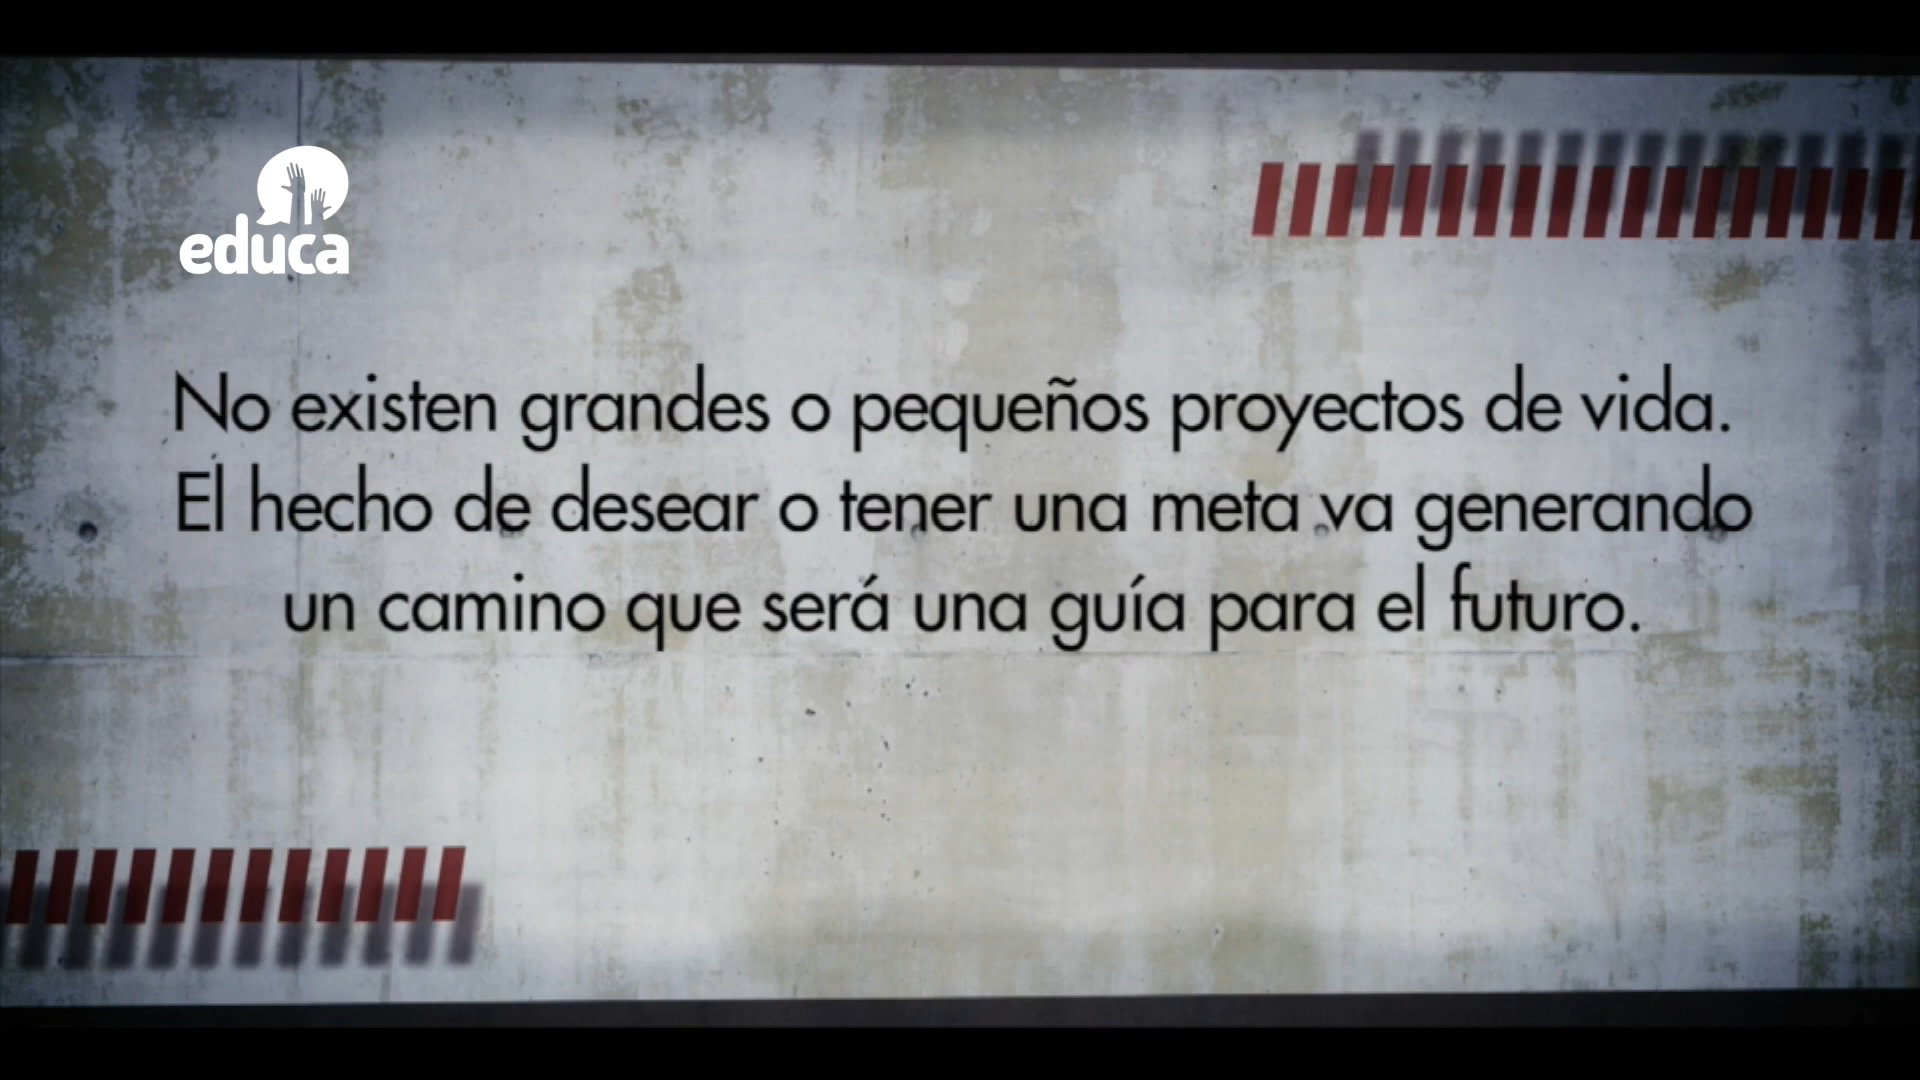 educa
No existen grandes o pequeños proyectos de vida.
El hecho de desear o tener una meta va generando
un camino que será una guía para el futuro.